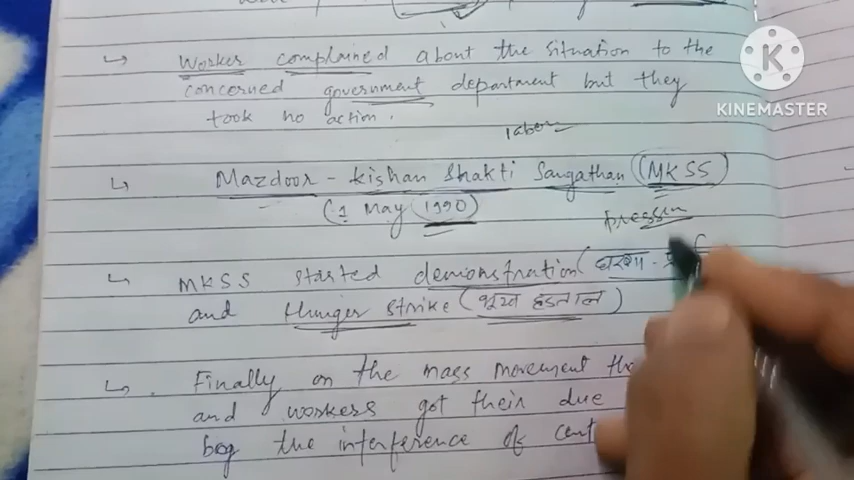 ↳ Worker complained about the situation to the
concerned government department but they
took no action.
labour
↳ Mazdoor - kishan Shakti Sangathan (MKSS)
(1 May 1990)
pressure
↳ MKSS started demonstration (धरना -
and Hunger strike (भूख हड़ताल)
↳ Finally on the mass movement
and workers got their due
the interference of
KINEMASTER